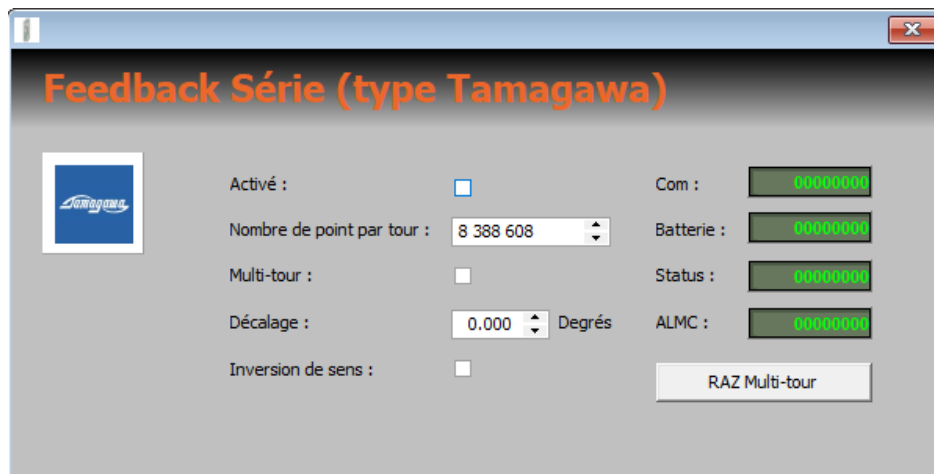 Feedback Série (type Tamagawa)
Tamagawa
Activé :
Com : 00000000
Nombre de point par tour : 8 388 608
Batterie : 00000000
Multi-tour :
Status : 00000000
Décalage : 0.000 Degrés
ALMC : 00000000
Inversion de sens :
RAZ Multi-tour